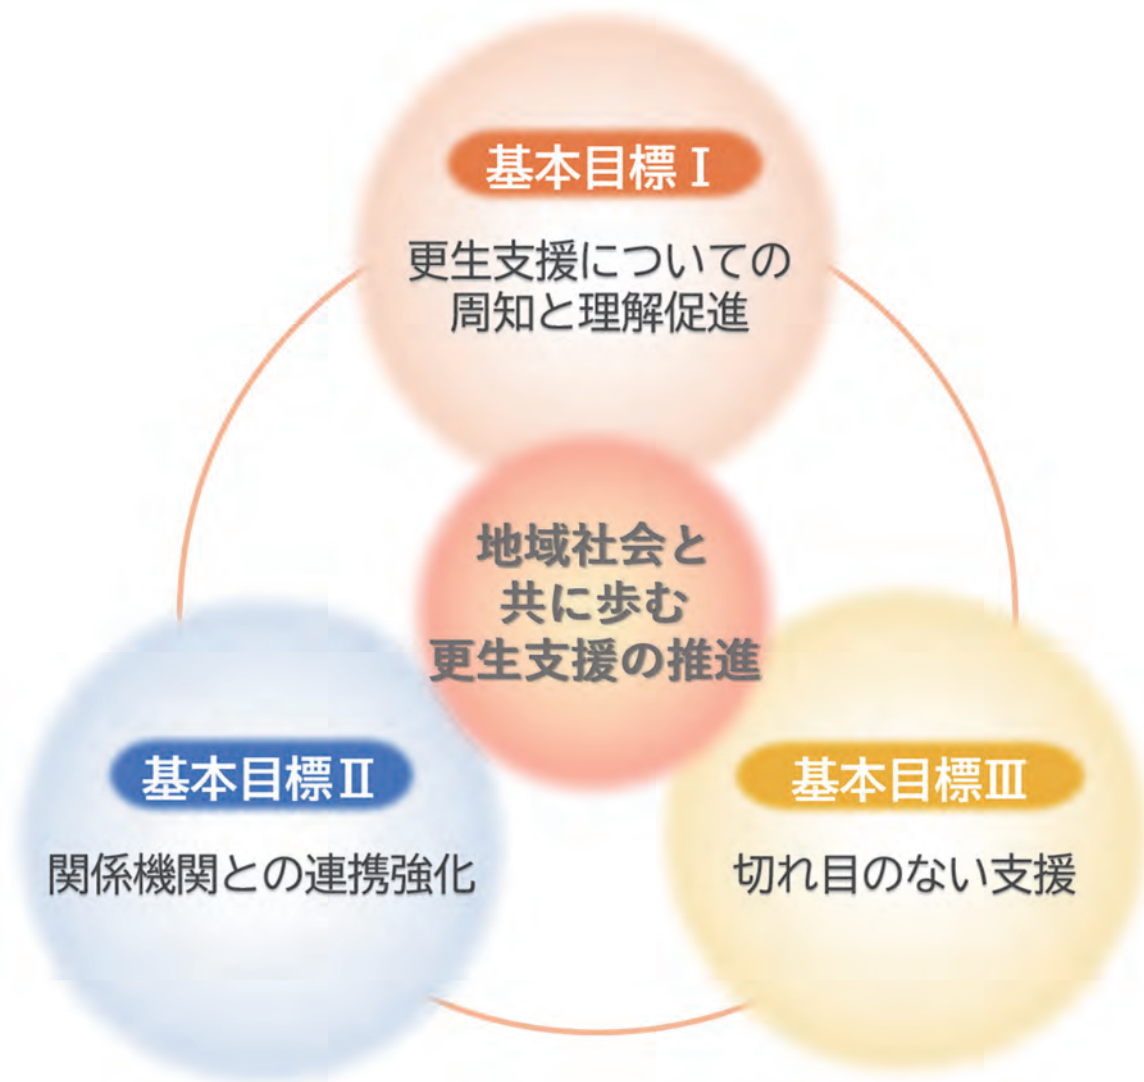 基本目標Ⅰ
更生支援についての
周知と理解促進
地域社会と
共に歩む
更生支援の推進
基本目標Ⅱ
関係機関との連携強化
基本目標Ⅲ
切れ目のない支援